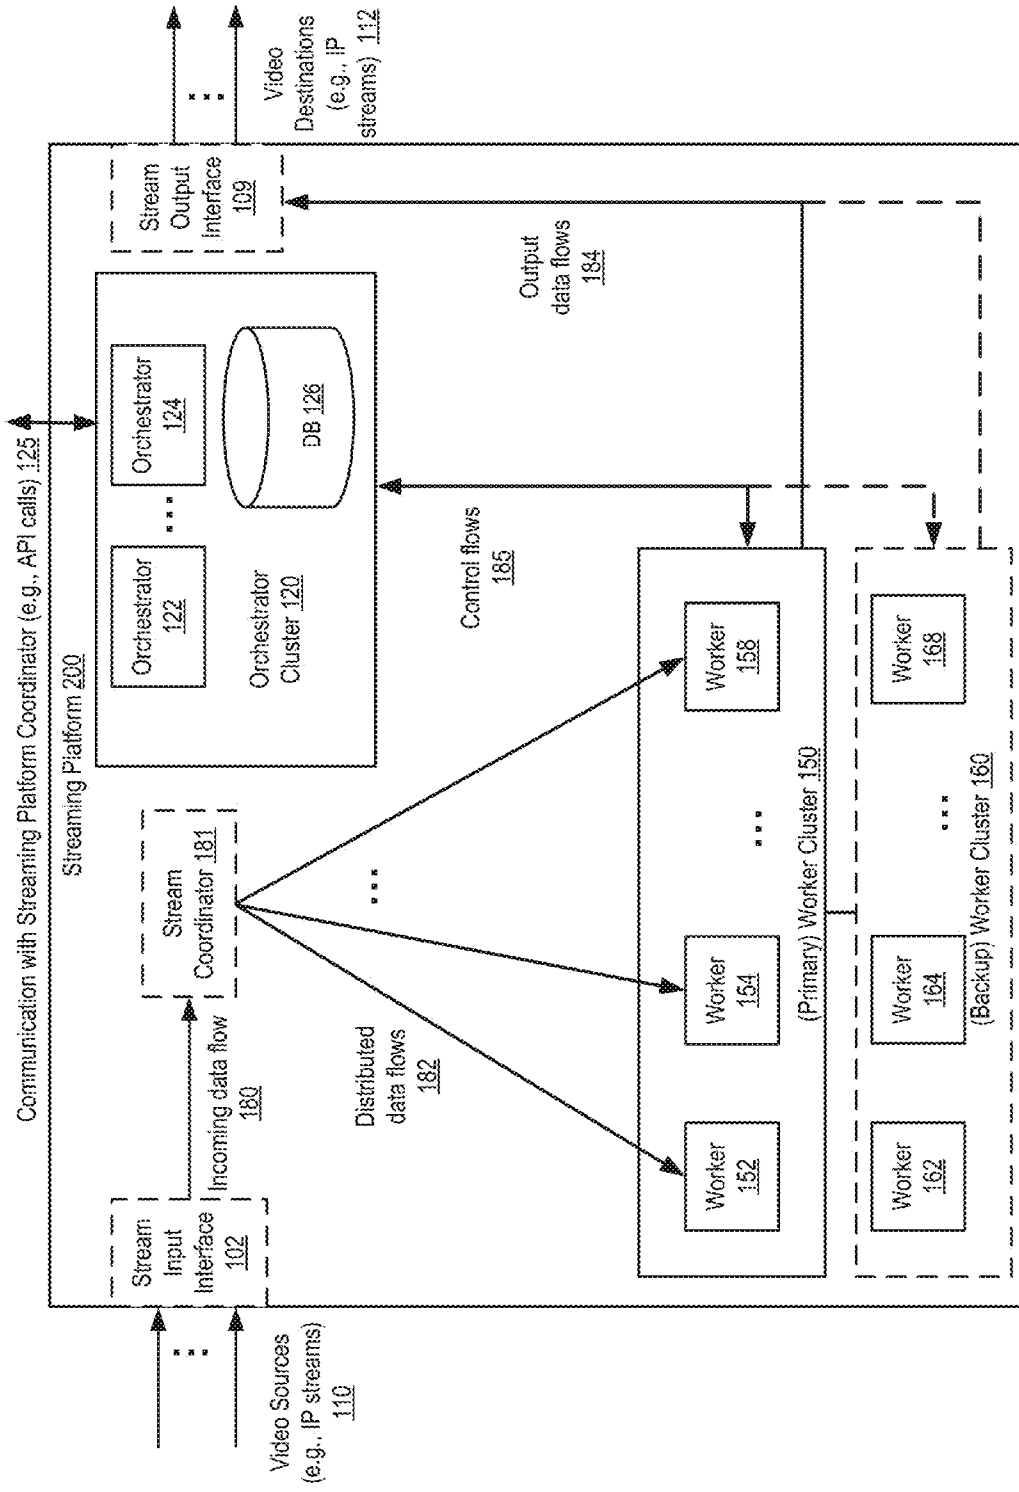 Communication with Streaming Platform Coordinator (e.g., API calls) 125
Streaming Platform 200
Stream
Input
Interface
102
Incoming data flow
180
Stream
Coordinator 181
Orchestrator
122
Orchestrator
124
Orchestrator
Cluster 120
DB 126
Stream
Output
Interface
109
Video
Destinations
(e.g., IP
streams) 112
Video Sources
(e.g., IP streams)
110
Distributed
data flows
182
Control flows
185
Output
data flows
184
Worker
152
Worker
154
Worker
158
(Primary) Worker Cluster 150
Worker
162
Worker
164
Worker
168
(Backup) Worker Cluster 160